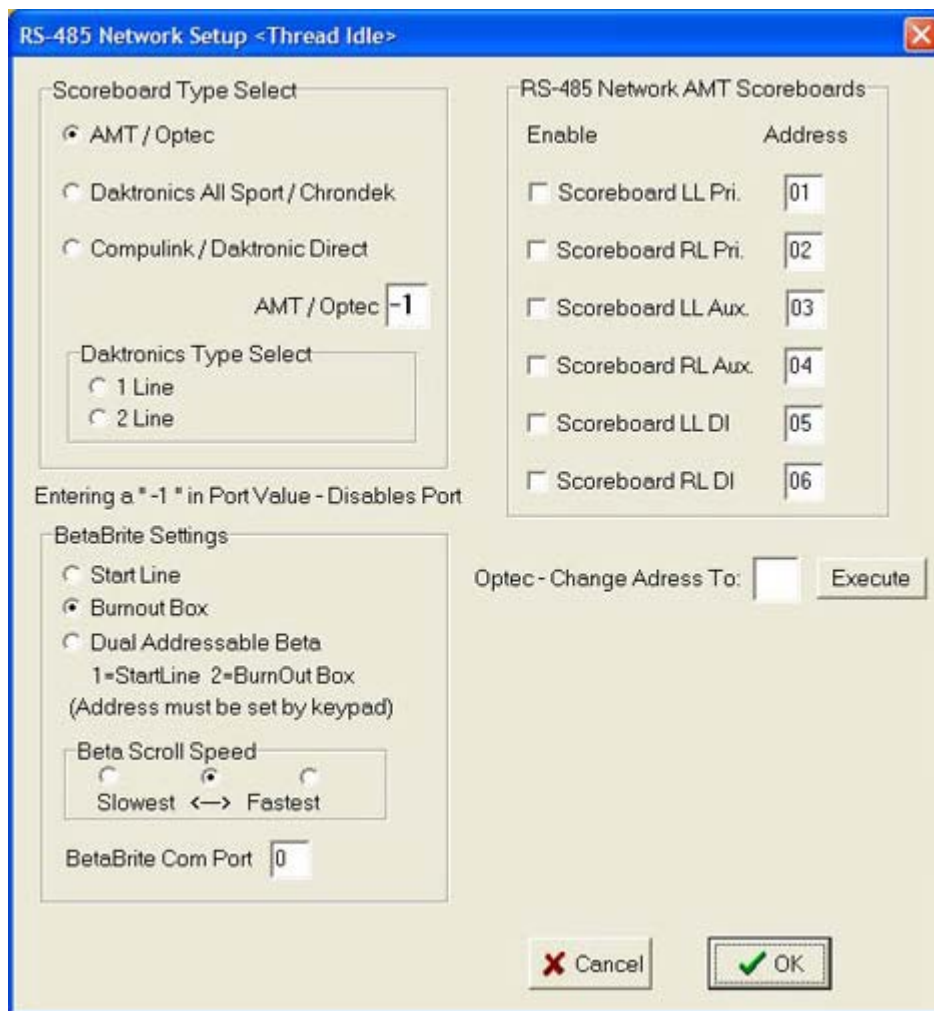 RS-485 Network Setup <Thread Idle>
Scoreboard Type Select
AMT / Optec
Daktronics All Sport / Chrondek
Compulink / Daktronic Direct
AMT / Optec -1
Daktronics Type Select
1 Line
2 Line
Entering a " -1 " in Port Value - Disables Port
BetaBrite Settings
Start Line
Burnout Box
Dual Addressable Beta
1=StartLine 2=BurnOut Box
(Address must be set by keypad)
Beta Scroll Speed
Slowest <---> Fastest
BetaBrite Com Port 0
RS-485 Network AMT Scoreboards
Enable Address
Scoreboard LL Pri. 01
Scoreboard RL Pri. 02
Scoreboard LL Aux. 03
Scoreboard RL Aux. 04
Scoreboard LL DI 05
Scoreboard RL DI 06
Optec - Change Adress To: Execute
Cancel OK